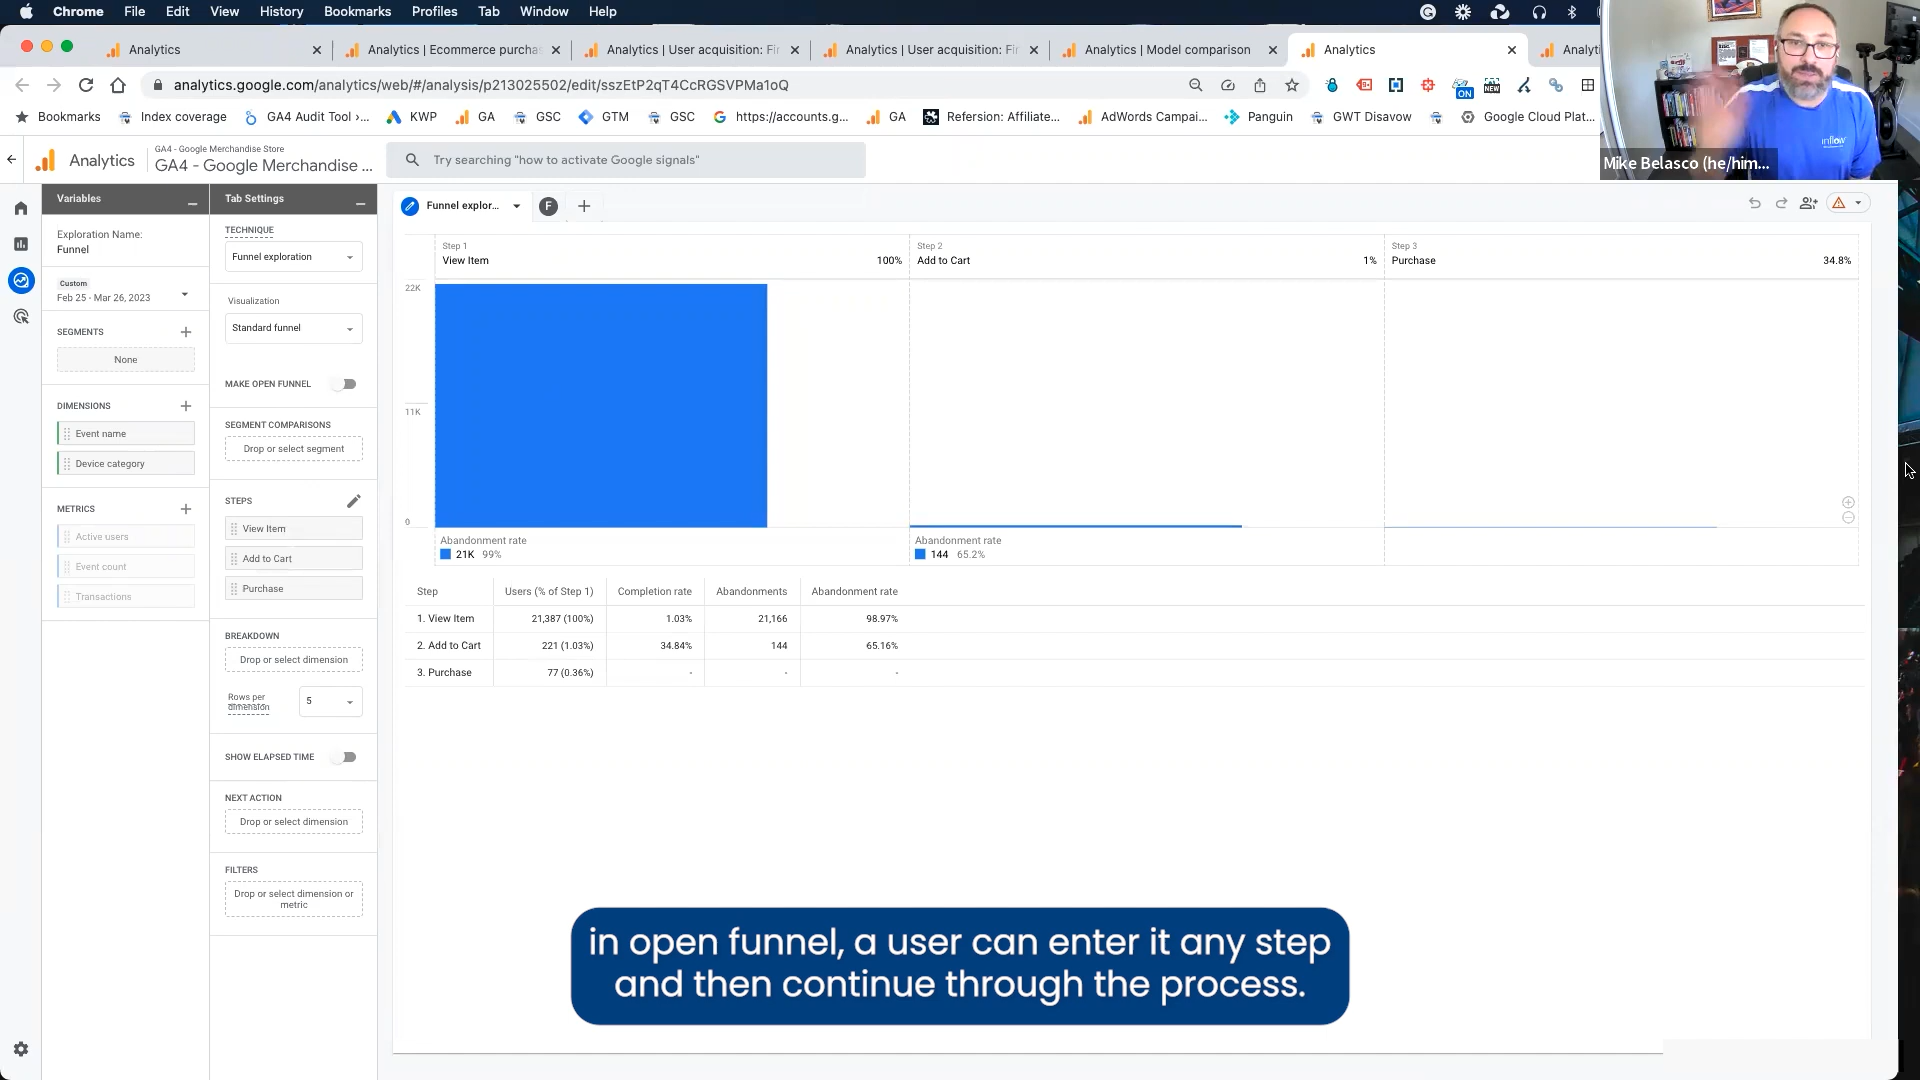 Chrome File Edit View History Bookmarks Profiles Tab Window Help
Analytics
Analytics | Ecommerce purchas
Analytics | User acquisition: Fir
Analytics | User acquisition: Fir
Analytics | Model comparison
Analytics
Analyti
analytics.google.com/analytics/web/#/analysis/p213025502/edit/sszEtP2qT4CcRGSVPMa1oQ
ON
NEW
Bookmarks
Index coverage
GA4 Audit Tool ›...
KWP
GA
GSC
GTM
GSC
https://accounts.g...
GA
Refersion: Affiliate...
AdWords Campai...
Panguin
GWT Disavow
Google Cloud Plat...
inflow
Mike Belasco (he/him...
Analytics
GA4 - Google Merchandise Store
GA4 - Google Merchandise ...
Try searching "how to activate Google signals"
Variables
Exploration Name:
Funnel
Custom
Feb 25 - Mar 26, 2023
SEGMENTS
None
DIMENSIONS
Event name
Device category
METRICS
Active users
Event count
Transactions
Tab Settings
TECHNIQUE
Funnel exploration
Visualization
Standard funnel
MAKE OPEN FUNNEL
SEGMENT COMPARISONS
Drop or select segment
STEPS
View Item
Add to Cart
Purchase
BREAKDOWN
Drop or select dimension
Rows per
dimension
5
SHOW ELAPSED TIME
NEXT ACTION
Drop or select dimension
FILTERS
Drop or select dimension or
metric
Funnel explor...
F
Step 1
View Item 100%
Step 2
Add to Cart 1%
Step 3
Purchase 34.8%
22K
11K
0
Abandonment rate
21K 99%
Abandonment rate
144 65.2%
Step Users (% of Step 1) Completion rate Abandonments Abandonment rate
1. View Item 21,387 (100%) 1.03% 21,166 98.97%
2. Add to Cart 221 (1.03%) 34.84% 144 65.16%
3. Purchase 77 (0.36%) - - -
in open funnel, a user can enter it any step
and then continue through the process.